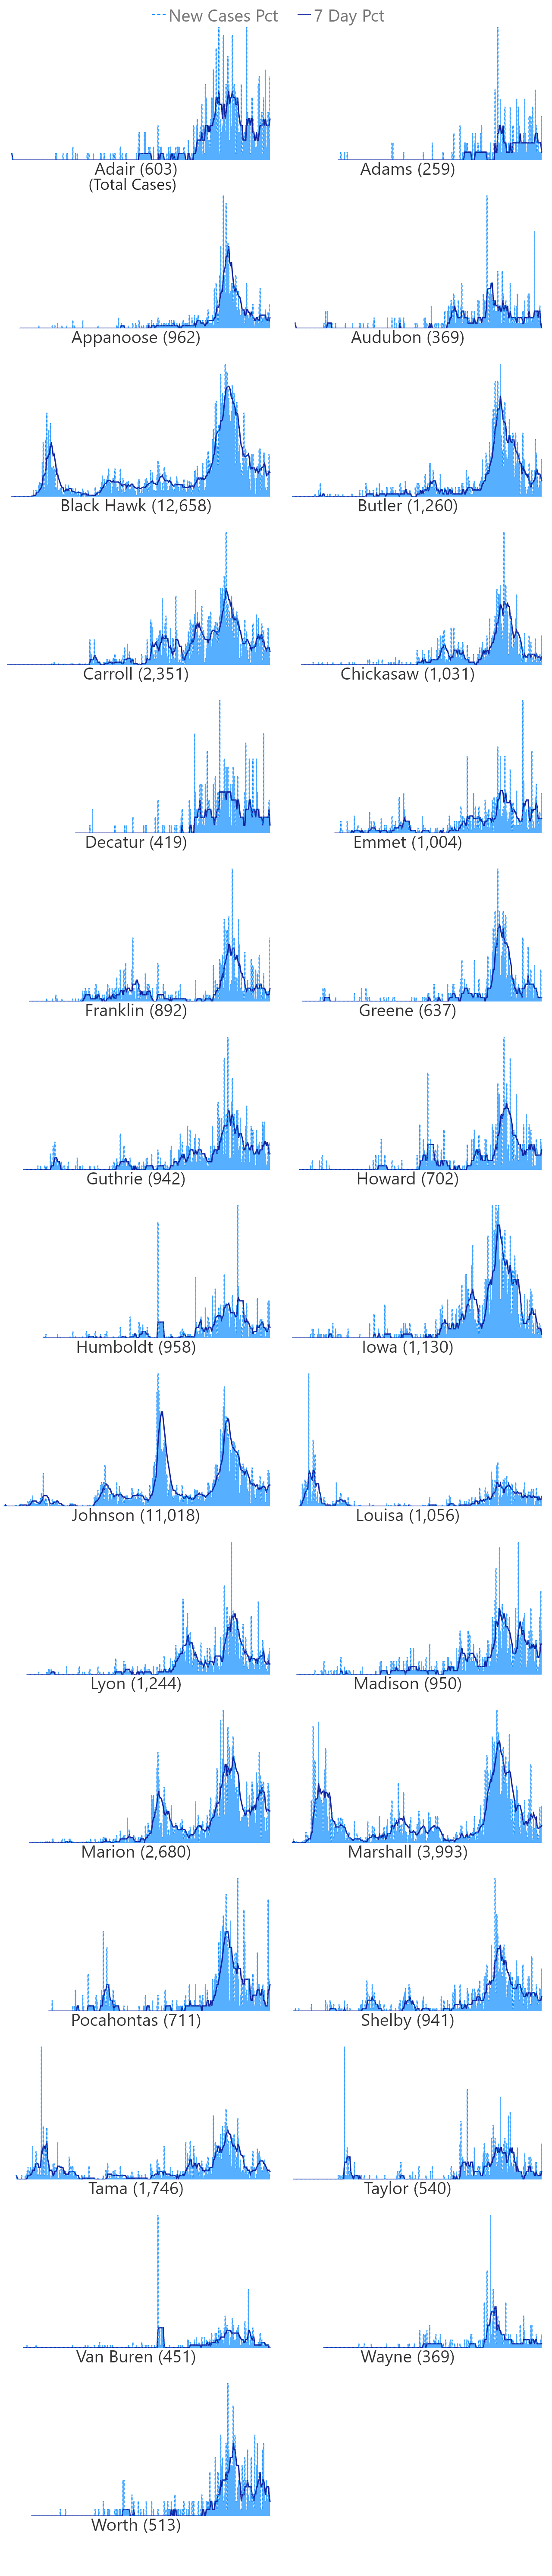 New Cases Pct 7 Day Pct
Adair (603) Adams (259)
(Total Cases)
Appanoose (962) Audubon (369)
Black Hawk (12,658) Butler (1,260)
Carroll (2,351) Chickasaw (1,031)
Decatur (419) Emmet (1,004)
Franklin (892) Greene (637)
Guthrie (942) Howard (702)
Humboldt (958) Iowa (1,130)
Johnson (11,018) Louisa (1,056)
Lyon (1,244) Madison (950)
Marion (2,680) Marshall (3,993)
Pocahontas (711) Shelby (941)
Tama (1,746) Taylor (540)
Van Buren (451) Wayne (369)
Worth (513)